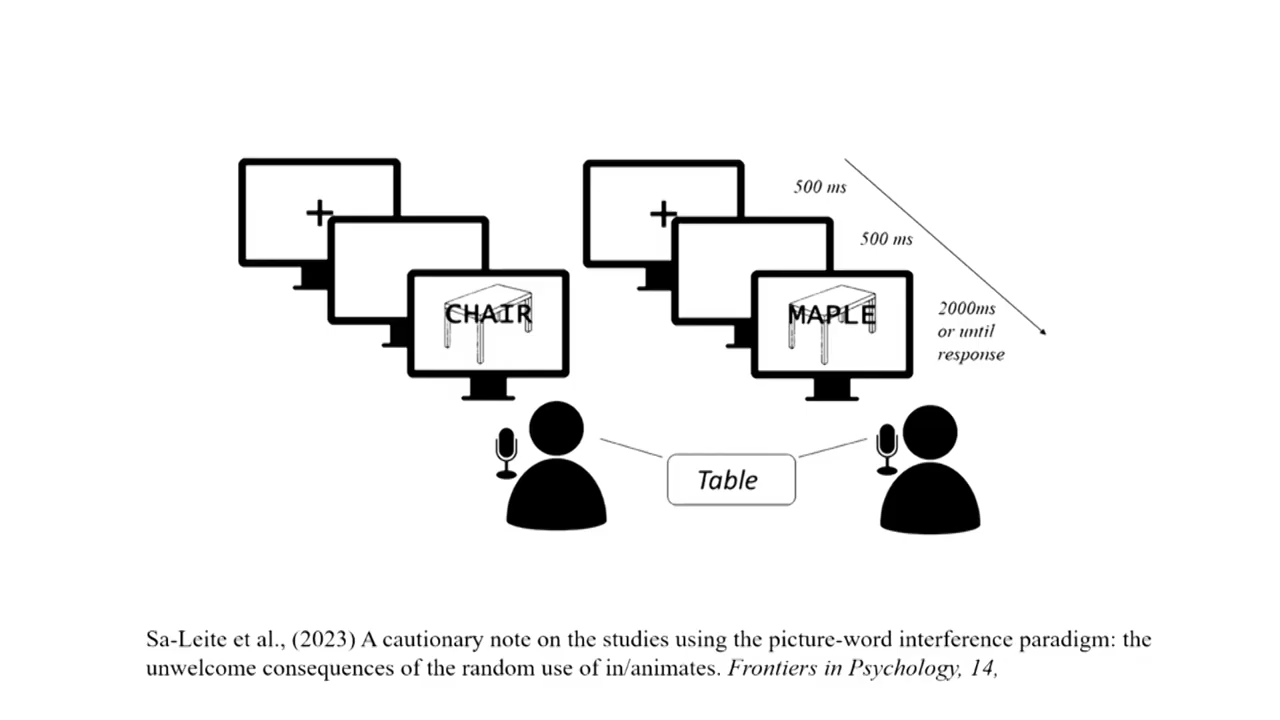 +
+
500 ms
500 ms
CHAIR
MAPLE
2000ms
or until
response
Table
Sa-Leite et al., (2023) A cautionary note on the studies using the picture-word interference paradigm: the
unwelcome consequences of the random use of in/animates. Frontiers in Psychology, 14,